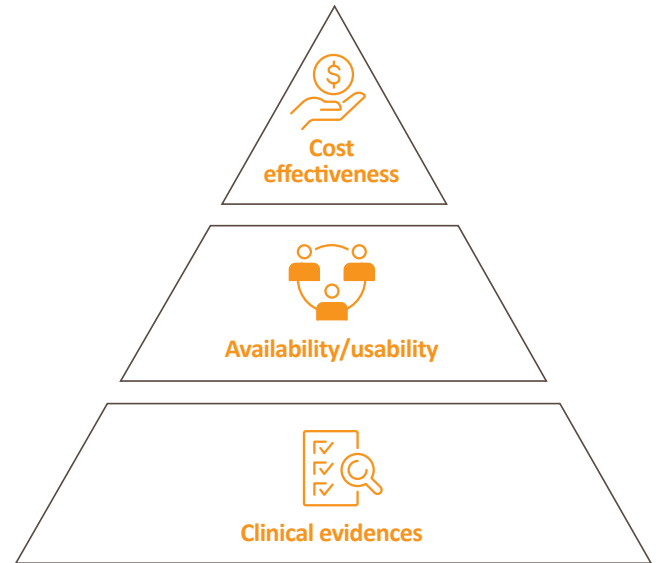 $
Cost
effectiveness
Availability/usability
Clinical evidences